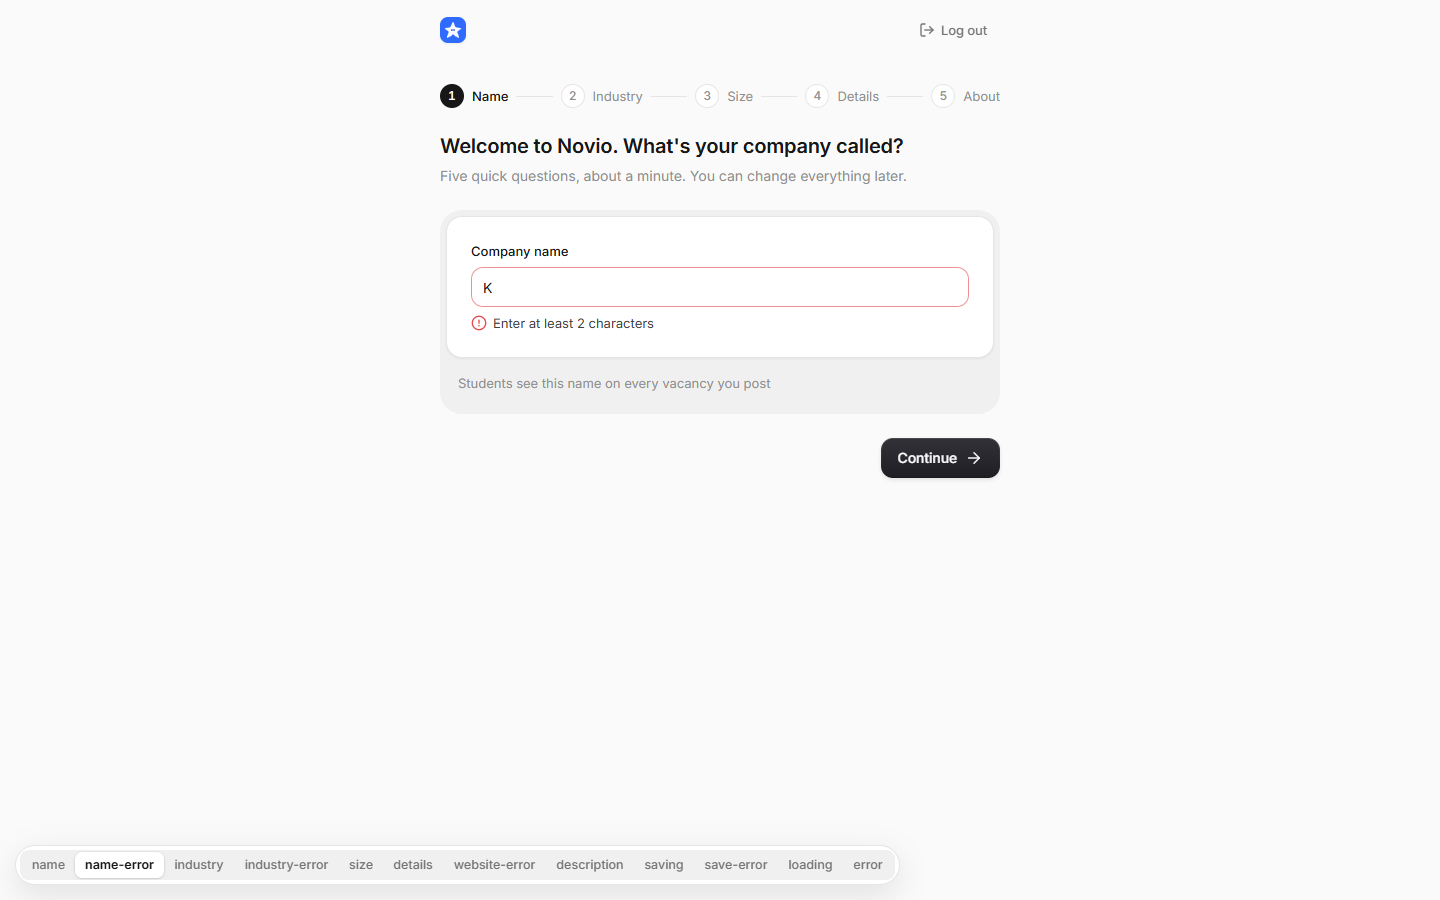 Log out
1 Name 2 Industry 3 Size 4 Details 5 About
Welcome to Novio. What's your company called?
Five quick questions, about a minute. You can change everything later.
Company name
K
Enter at least 2 characters
Students see this name on every vacancy you post
Continue
name name-error industry industry-error size details website-error description saving save-error loading error